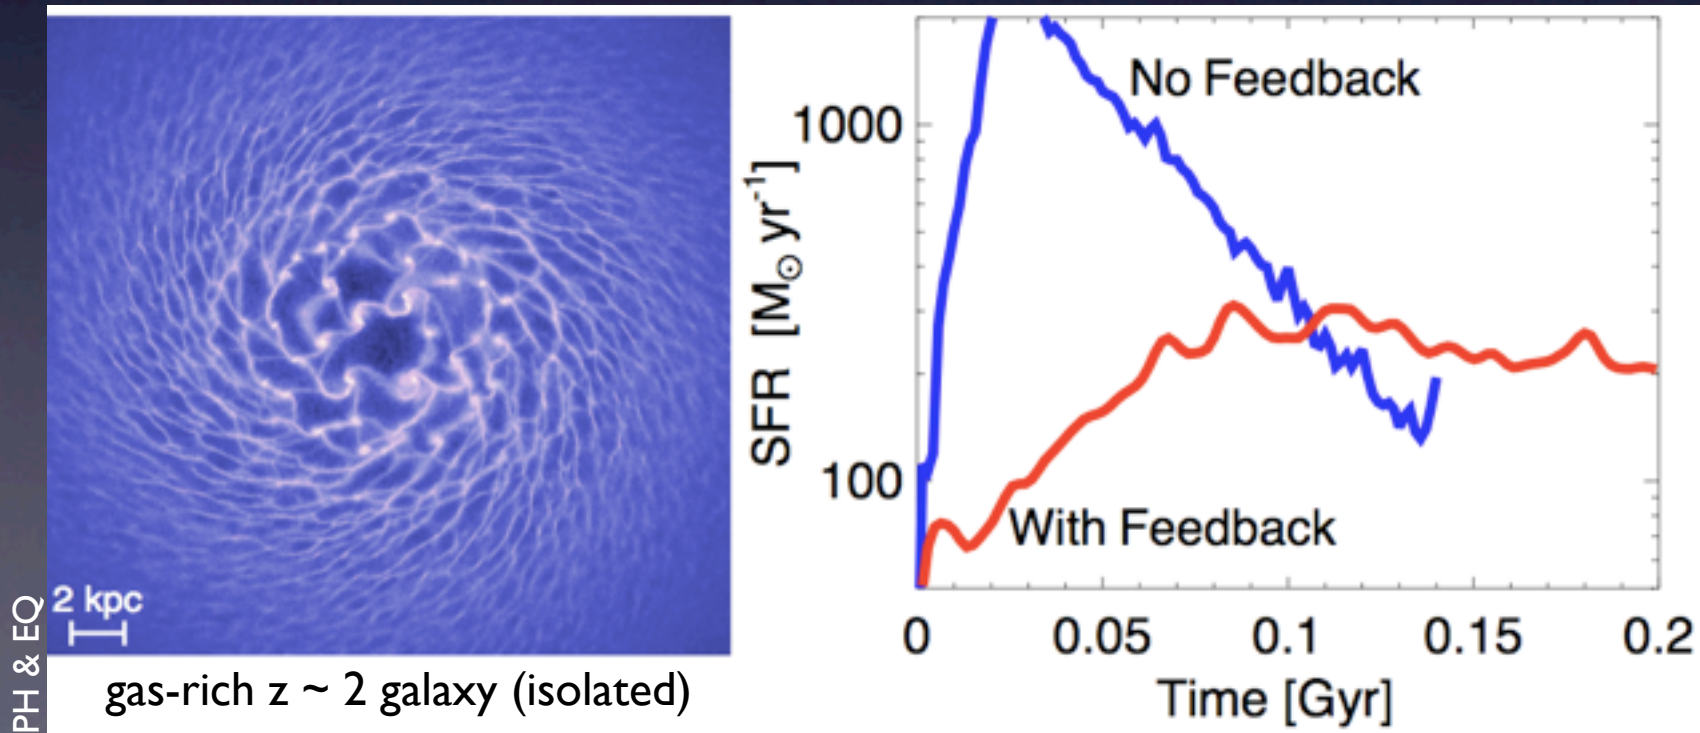 PH & EQ
2 kpc
gas-rich z ~ 2 galaxy (isolated)
SFR [M⊙ yr⁻¹]
1000
100
No Feedback
With Feedback
0 0.05 0.1 0.15 0.2
Time [Gyr]